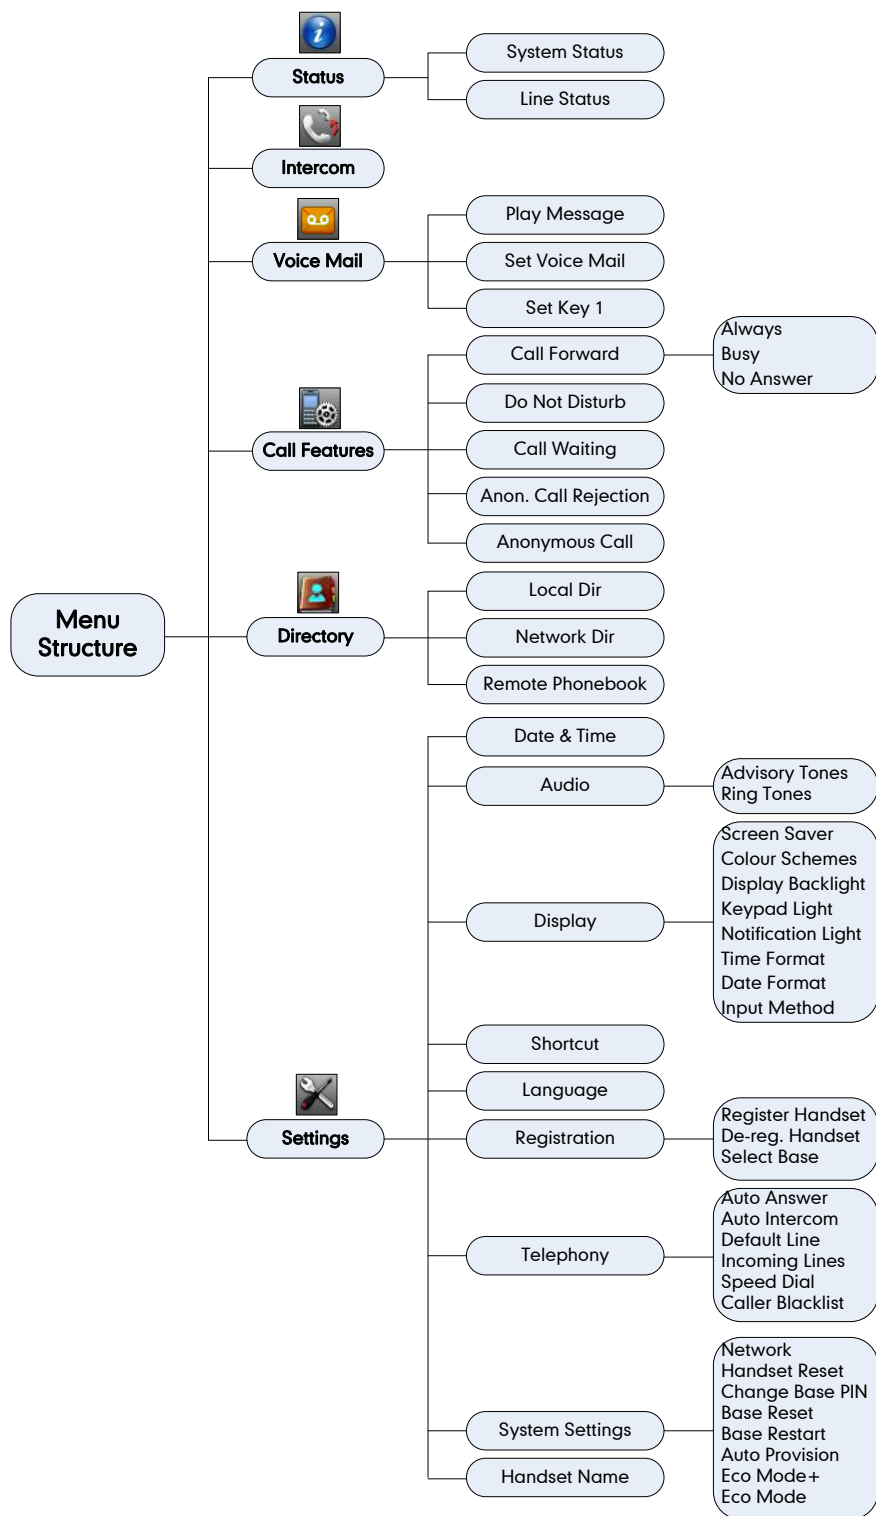 Menu
Structure
Status
System Status
Line Status
Intercom
Voice Mail
Play Message
Set Voice Mail
Set Key 1
Call Features
Call Forward
Always
Busy
No Answer
Do Not Disturb
Call Waiting
Anon. Call Rejection
Anonymous Call
Directory
Local Dir
Network Dir
Remote Phonebook
Settings
Date & Time
Audio
Advisory Tones
Ring Tones
Display
Screen Saver
Colour Schemes
Display Backlight
Keypad Light
Notification Light
Time Format
Date Format
Input Method
Shortcut
Language
Registration
Register Handset
De-reg. Handset
Select Base
Telephony
Auto Answer
Auto Intercom
Default Line
Incoming Lines
Speed Dial
Caller Blacklist
System Settings
Network
Handset Reset
Change Base PIN
Base Reset
Base Restart
Auto Provision
Eco Mode+
Eco Mode
Handset Name